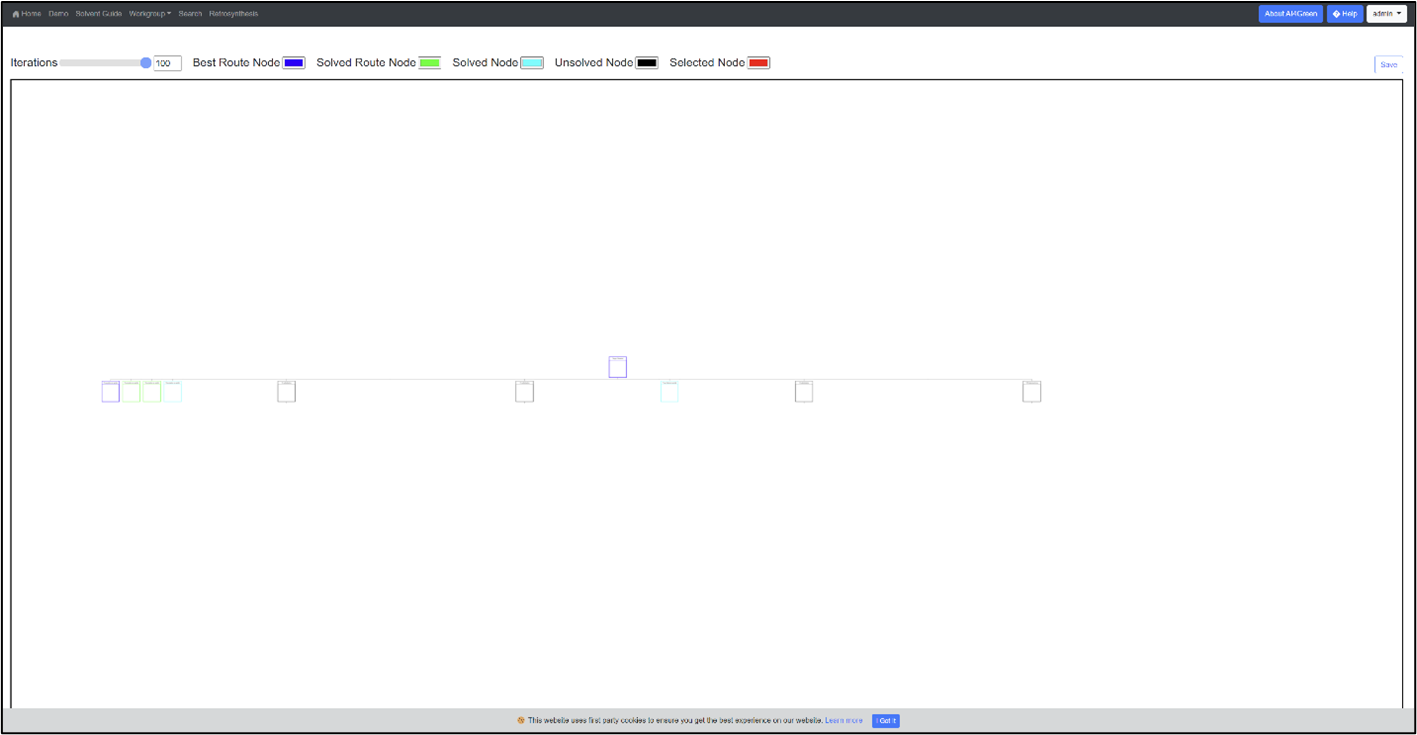 Home Demo Solvent Guide Workgroup Search Retrosynthesis About AI4Green Help admin
Iterations 100 Best Route Node Solved Route Node Solved Node Unsolved Node Selected Node
Save
This website uses first party cookies to ensure you get the best experience on our website. Learn more I Got It